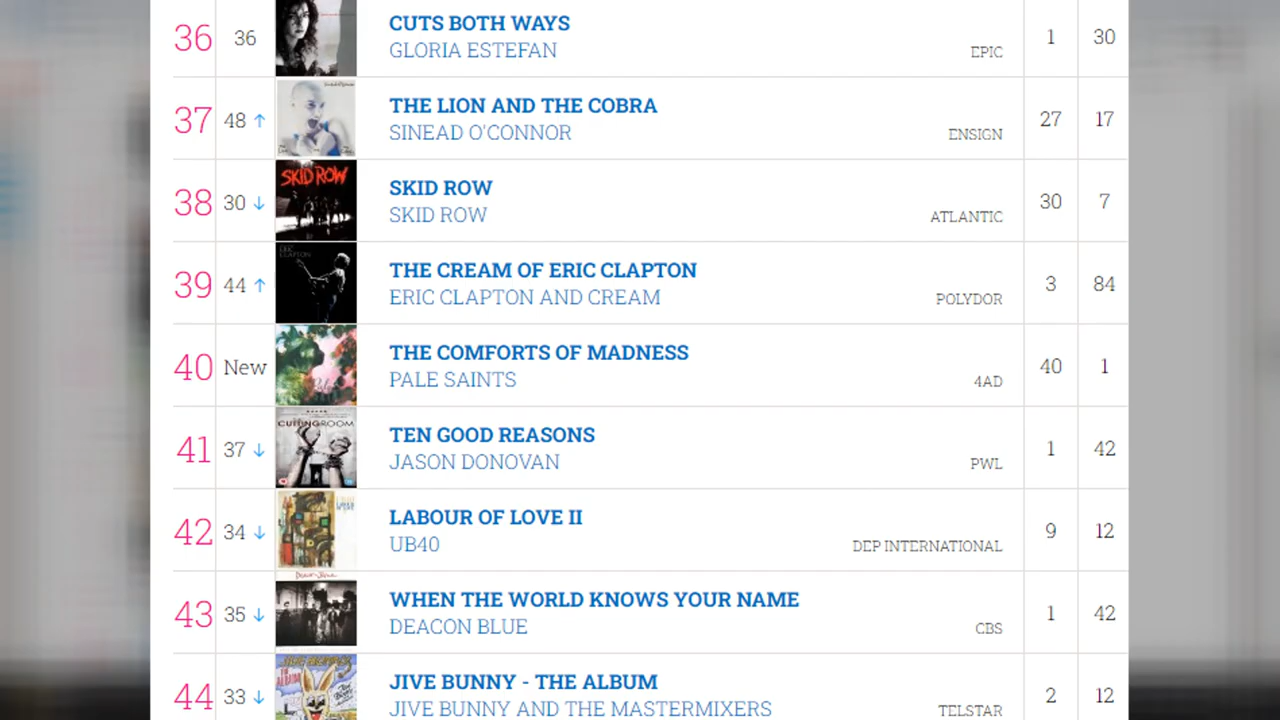 36 36 CUTS BOTH WAYS 1 30
GLORIA ESTEFAN EPIC
37 48 ↑ THE LION AND THE COBRA 27 17
SINEAD O'CONNOR ENSIGN
SKID ROW
38 30 ↓ SKID ROW 30 7
SKID ROW ATLANTIC
ERIC CLAPTON
39 44 ↑ THE CREAM OF ERIC CLAPTON 3 84
ERIC CLAPTON AND CREAM POLYDOR
40 New THE COMFORTS OF MADNESS 40 1
PALE SAINTS 4AD
41 37 ↓ TEN GOOD REASONS 1 42
JASON DONOVAN PWL
42 34 ↓ LABOUR OF LOVE II 9 12
UB40 DEP INTERNATIONAL
43 35 ↓ WHEN THE WORLD KNOWS YOUR NAME 1 42
DEACON BLUE CBS
44 33 ↓ JIVE BUNNY - THE ALBUM 2 12
JIVE BUNNY AND THE MASTERMIXERS TELSTAR